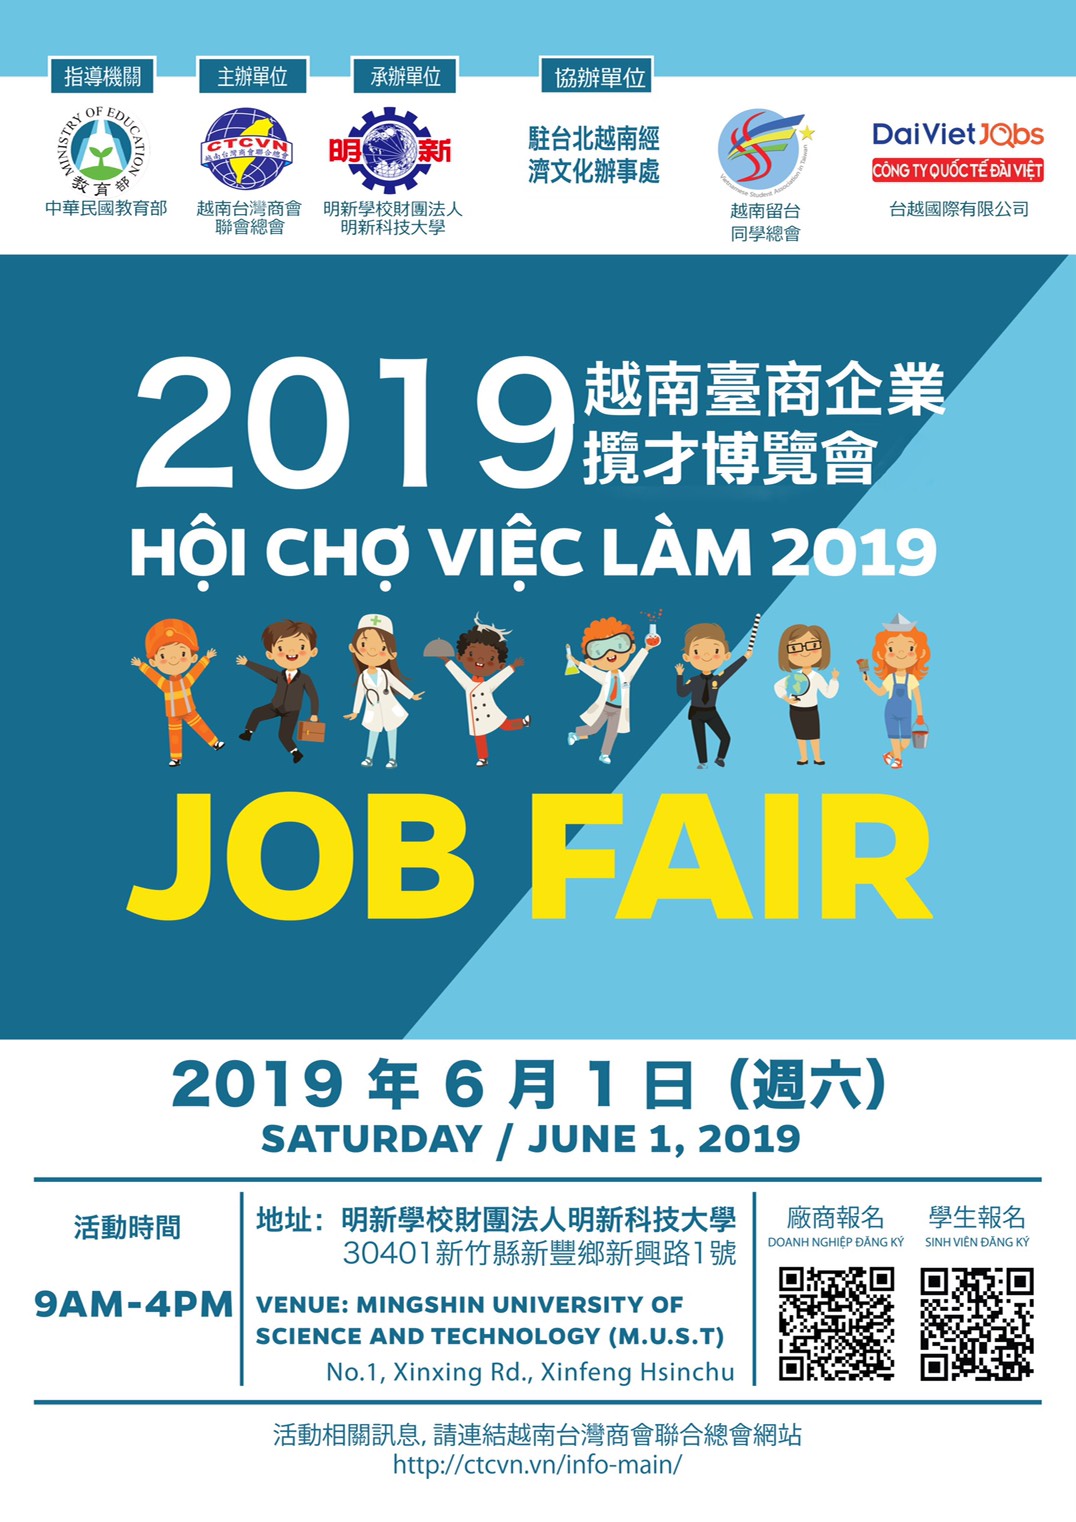 指導機關
主辦單位
承辦單位
協辦單位
MINISTRY OF EDUCATION
教育部
中華民國教育部
CTCVN
越南台灣商會聯合總會
越南台灣商會
聯會總會
明 新
明新學校財團法人
明新科技大學
駐台北越南經
濟文化辦事處
Vietnamese Student Association in Taiwan
越南留台
同學總會
DaiViet JObs
CÔNG TY QUỐC TẾ ĐÀI VIỆT
台越國際有限公司
2019 越南臺商企業
攬才博覽會
HỘI CHỢ VIỆC LÀM 2019
JOB FAIR
2019 年 6 月 1 日 (週六)
SATURDAY / JUNE 1, 2019
活動時間
9AM-4PM
地址： 明新學校財團法人明新科技大學
30401新竹縣新豐鄉新興路1號
VENUE: MINGSHIN UNIVERSITY OF
SCIENCE AND TECHNOLOGY (M.U.S.T)
No.1, Xinxing Rd., Xinfeng Hsinchu
廠商報名
DOANH NGHIỆP ĐĂNG KÝ
學生報名
SINH VIÊN ĐĂNG KÝ
活動相關訊息, 請連結越南台灣商會聯合總會網站
http://ctcvn.vn/info-main/